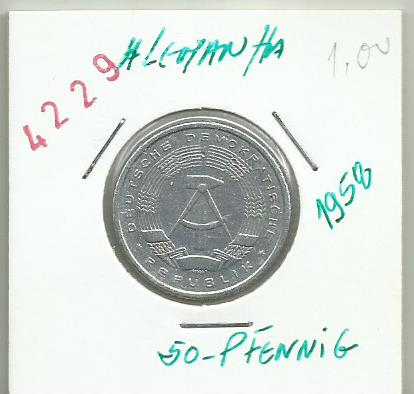 ALEMANHA
1,00
4229
DEUTSCHE DEMOKRATISCHE
* REPUBLIK *
1958
50-PFENNIG